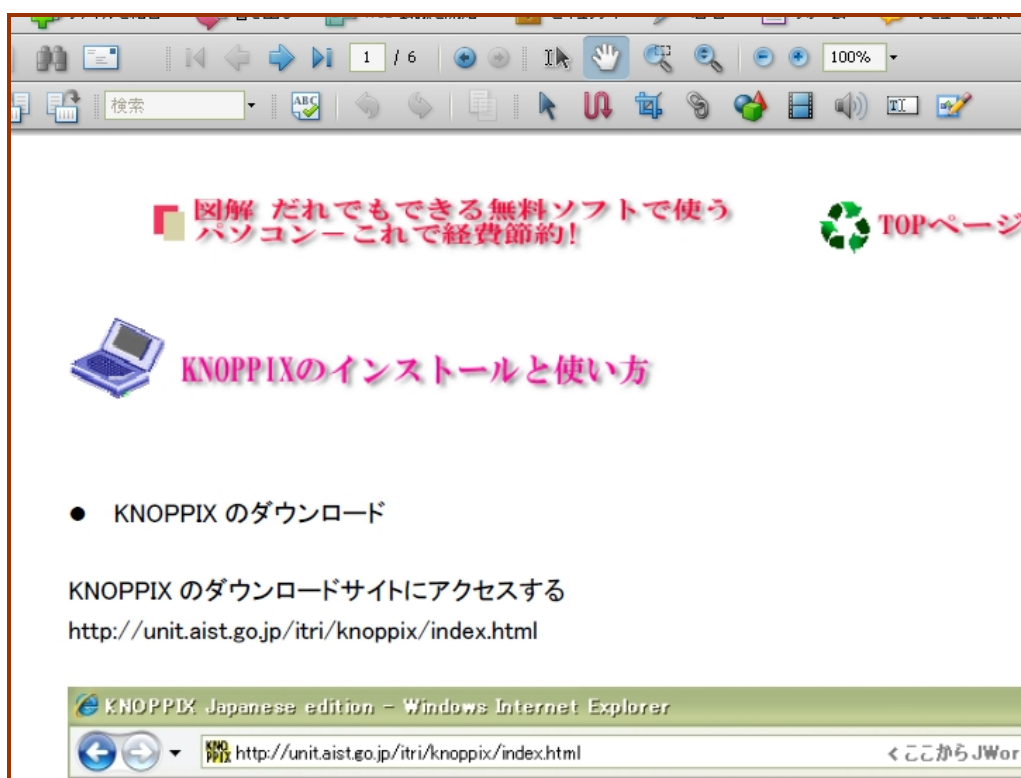 1 / 6
100%
検索
ABC
図解 だれでもできる無料ソフトで使う
パソコン－これで経費節約！
TOPページ
KNOPPIXのインストールと使い方
● KNOPPIX のダウンロード
KNOPPIX のダウンロードサイトにアクセスする
http://unit.aist.go.jp/itri/knoppix/index.html
KNOPPIX Japanese edition - Windows Internet Explorer
KNO
PPIX
http://unit.aist.go.jp/itri/knoppix/index.html
くここから JWor